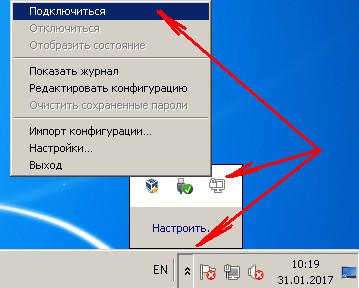 Подключиться
Отключиться
Отобразить состояние
Показать журнал
Редактировать конфигурацию
Очистить сохраненные пароли
Импорт конфигурации...
Настройки...
Выход
Настроить...
EN
10:19
31.01.2017